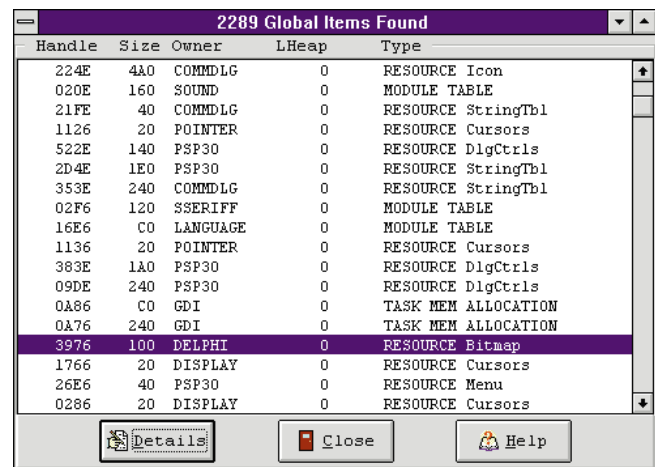 2289 Global Items Found
Handle Size Owner LHeap Type
224E 4A0 COMMDLG 0 RESOURCE Icon
020E 160 SOUND 0 MODULE TABLE
21FE 40 COMMDLG 0 RESOURCE StringTbl
1126 20 POINTER 0 RESOURCE Cursors
522E 140 PSP30 0 RESOURCE DlgCtrls
2D4E 1E0 PSP30 0 RESOURCE StringTbl
353E 240 COMMDLG 0 RESOURCE StringTbl
02F6 120 SSERIFF 0 MODULE TABLE
16E6 C0 LANGUAGE 0 MODULE TABLE
1136 20 POINTER 0 RESOURCE Cursors
383E 1A0 PSP30 0 RESOURCE DlgCtrls
09DE 240 PSP30 0 RESOURCE DlgCtrls
0A86 C0 GDI 0 TASK MEM ALLOCATION
0A76 240 GDI 0 TASK MEM ALLOCATION
3976 100 DELPHI 0 RESOURCE Bitmap
1766 20 DISPLAY 0 RESOURCE Cursors
26E6 40 PSP30 0 RESOURCE Menu
0286 20 DISPLAY 0 RESOURCE Cursors
Details Close Help